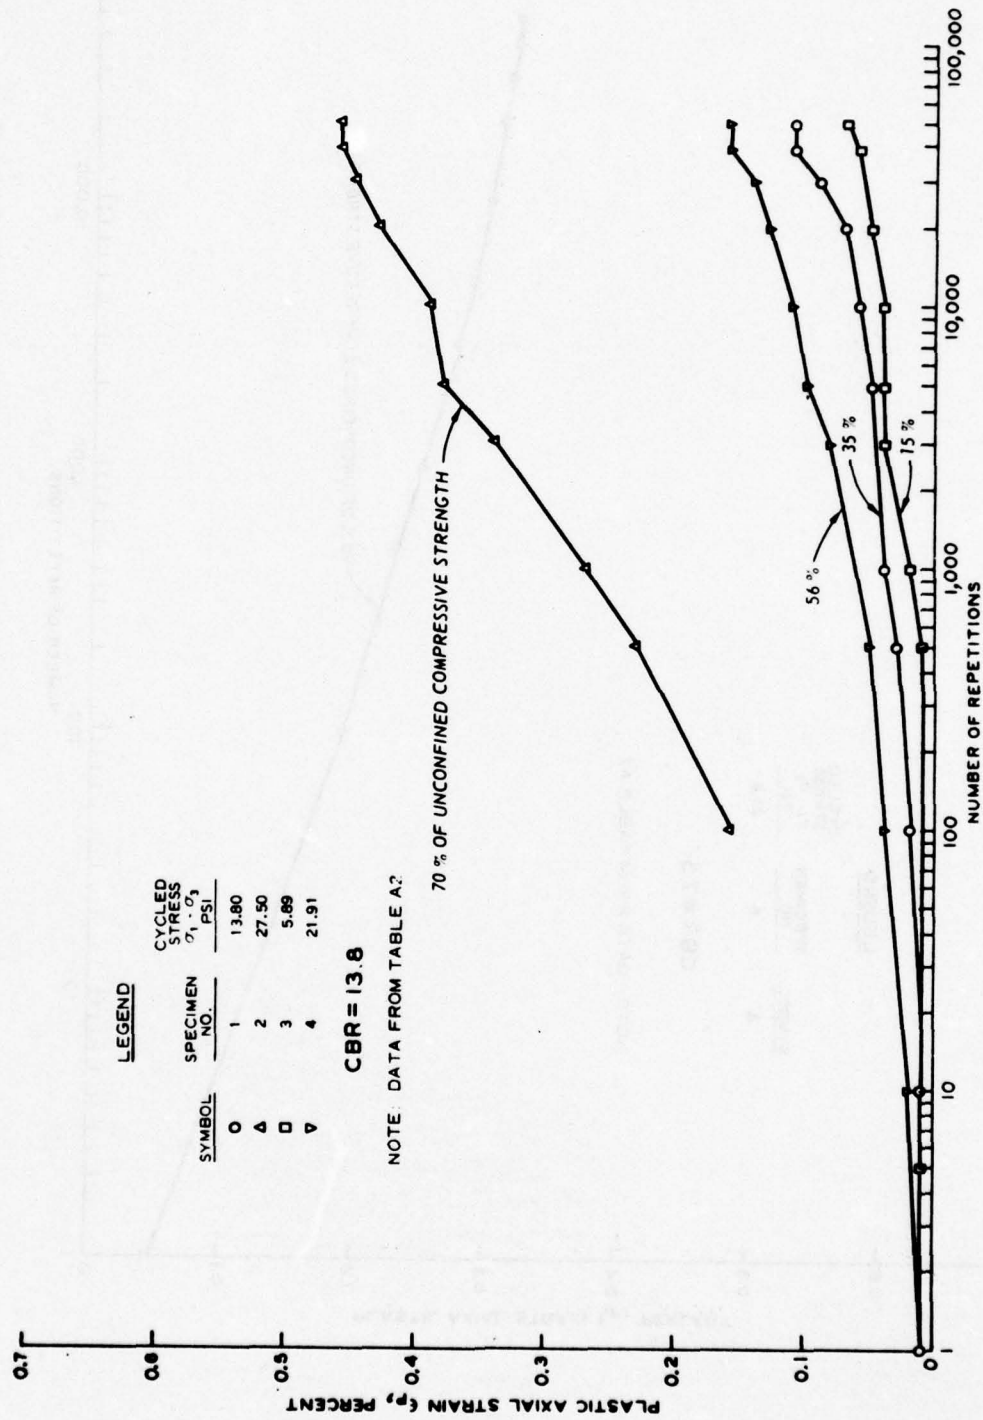 LEGEND
SYMBOL SPECIMEN NO. CYCLED STRESS σ1 - σ3 PSI
O 1 13.80
Δ 2 27.50
□ 3 5.89
∇ 4 21.91
CBR = 13.8
NOTE: DATA FROM TABLE A2
70 % OF UNCONFINED COMPRESSIVE STRENGTH
56 %
35 %
15 %
PLASTIC AXIAL STRAIN ϵp, PERCENT
0.7
0.6
0.5
0.4
0.3
0.2
0.1
0
1
10
100
1,000
10,000
100,000
NUMBER OF REPETITIONS